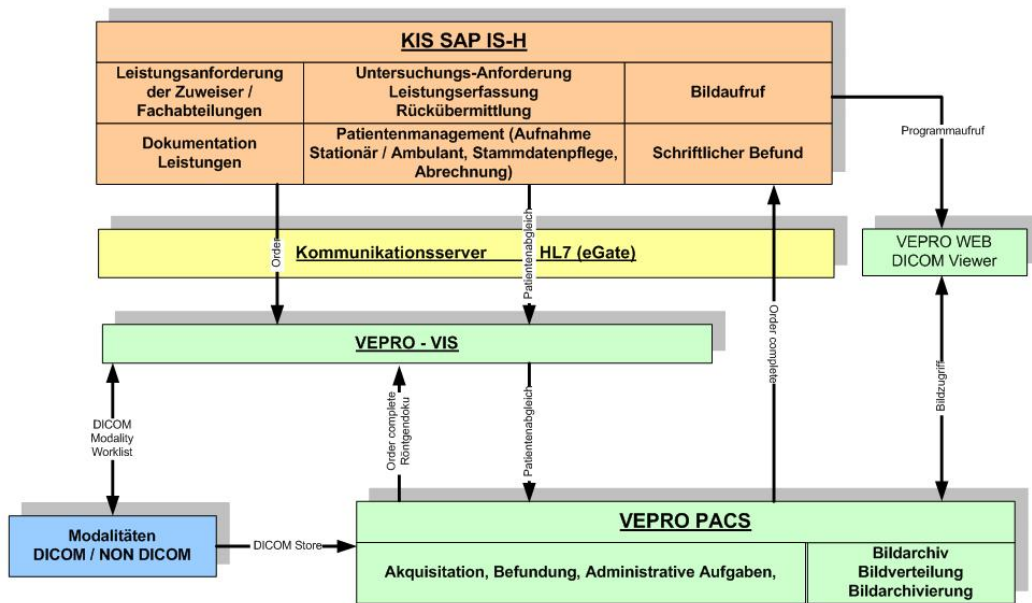 KIS SAP IS-H
Leistungsanforderung
der Zuweiser /
Fachabteilungen
Untersuchungs-Anforderung
Leistungserfassung
Rückübermittlung
Bildaufruf
Dokumentation
Leistungen
Patientenmanagement (Aufnahme
Stationär / Ambulant, Stammdatenpflege,
Abrechnung)
Schriftlicher Befund
Programmaufruf
Order
Patientenabgleich
Kommunikationsserver HL7 (eGate)
VEPRO WEB
DICOM Viewer
Order complete
VEPRO - VIS
DICOM
Modality
Worklist
Order complete
Röntgendoku
Patientenabgleich
Bildzugriff
Modalitäten
DICOM / NON DICOM
DICOM Store
VEPRO PACS
Akquisitation, Befundung, Administrative Aufgaben,
Bildarchiv
Bildverteilung
Bildarchivierung